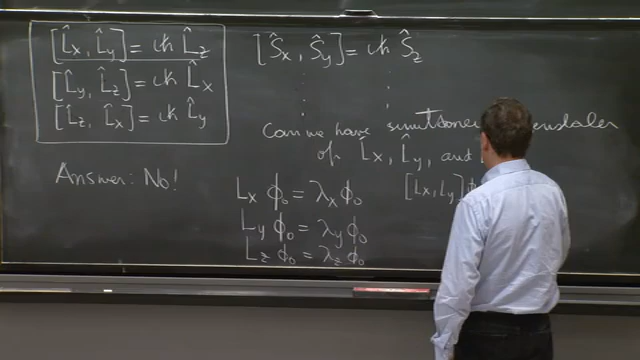 [L̂x, L̂y] = iħ L̂z
[L̂y, L̂z] = iħ L̂x
[L̂z, L̂x] = iħ L̂y
[Ŝx, Ŝy] = iħ Ŝz
⋮ ⋮
Can we have
of L̂x, L̂y, and
Answer: No!
Lx ϕ₀ = λx ϕ₀
Ly ϕ₀ = λy ϕ₀
Lz ϕ₀ = λz ϕ₀
[Lx, Ly]